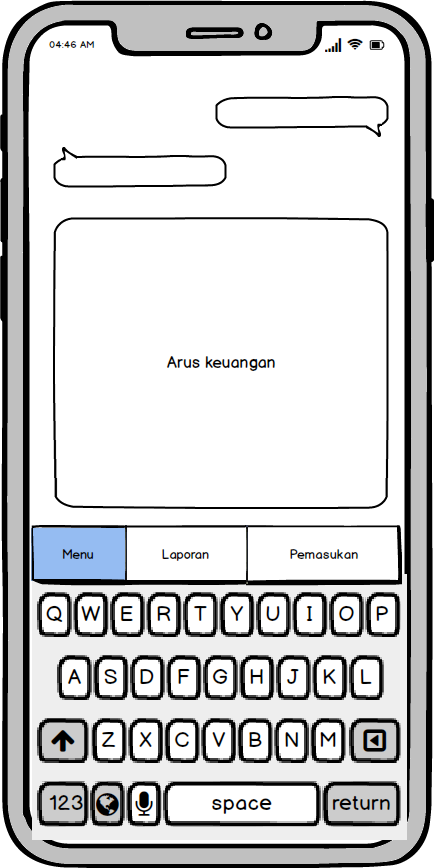 04:46 AM
Arus keuangan
Menu Laporan Pemasukan
Q W E R T Y U I O P
A S D F G H J K L
Z X C V B N M
123 space return